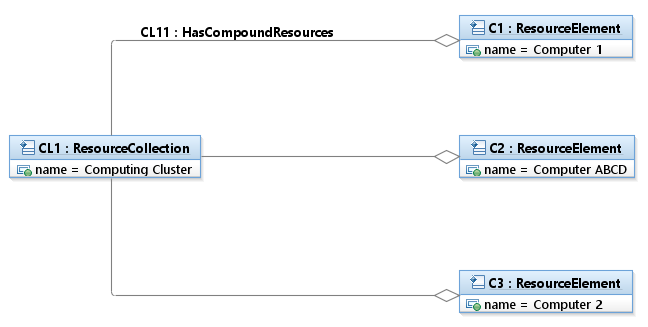 CL11 : HasCompoundResources
C1 : ResourceElement
name = Computer 1
CL1 : ResourceCollection
name = Computing Cluster
C2 : ResourceElement
name = Computer ABCD
C3 : ResourceElement
name = Computer 2